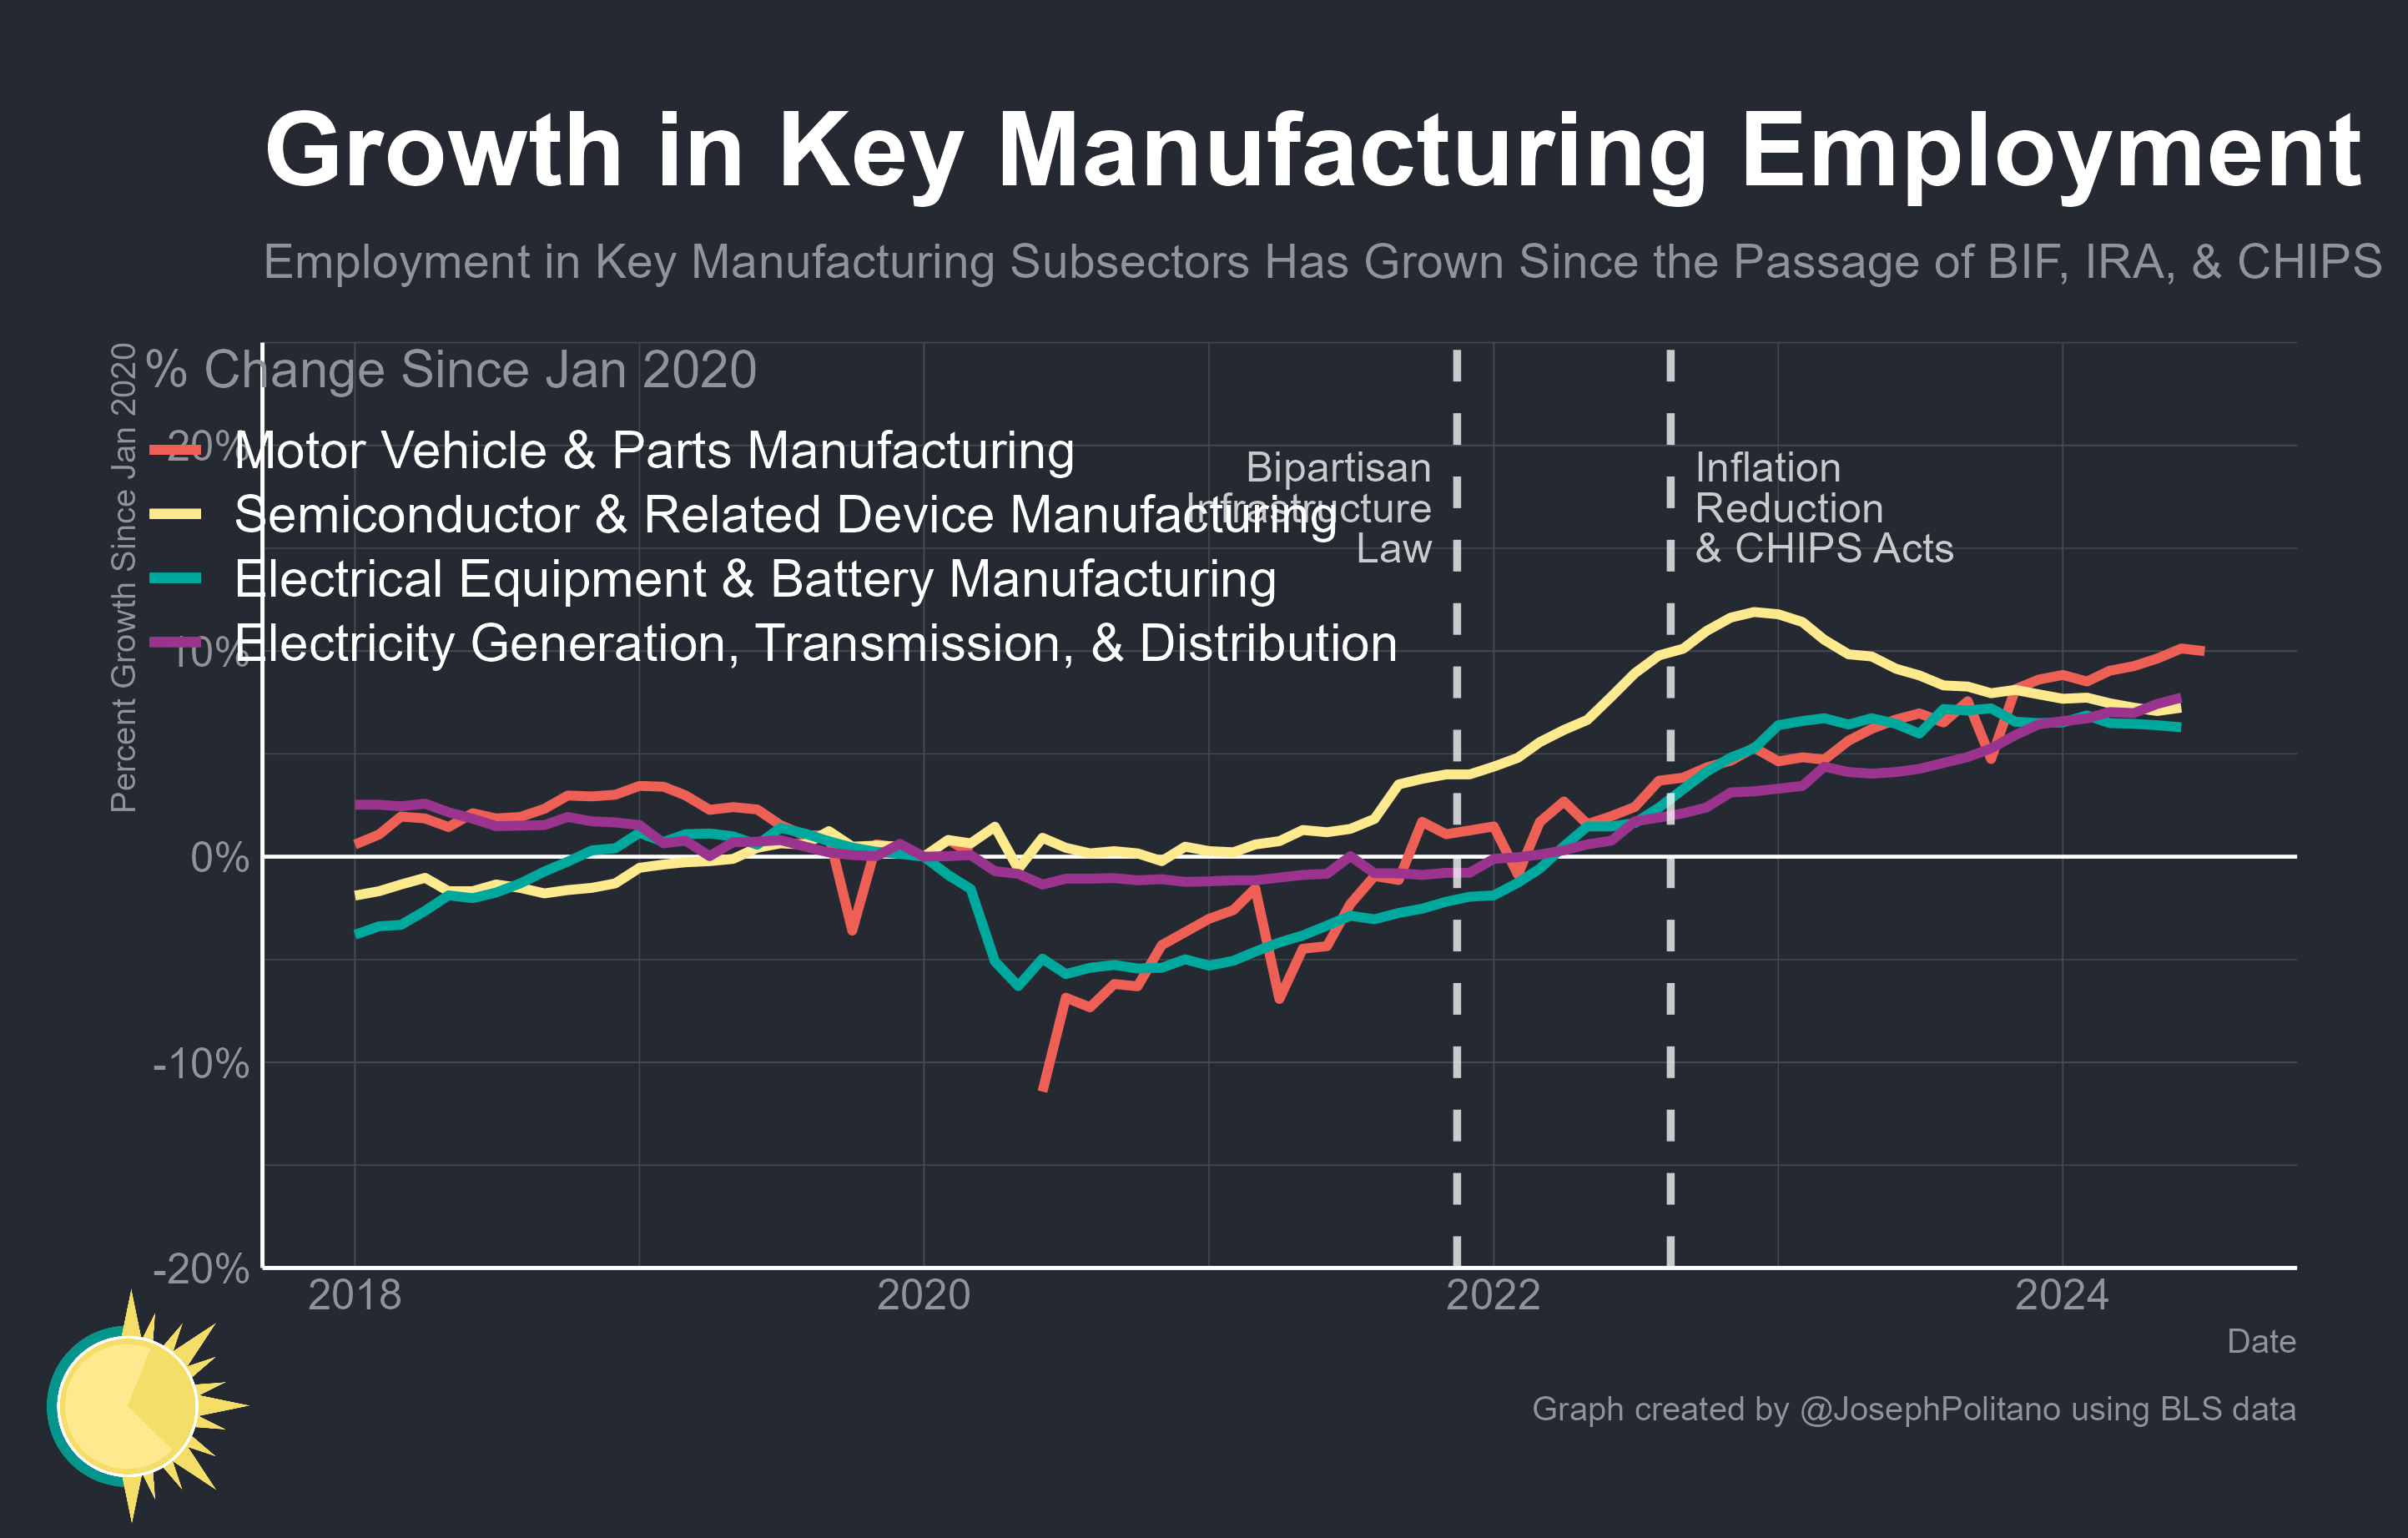 Growth in Key Manufacturing Employment
Employment in Key Manufacturing Subsectors Has Grown Since the Passage of BIF, IRA, & CHIPS
Percent Growth Since Jan 2020
% Change Since Jan 2020
Motor Vehicle & Parts Manufacturing
Semiconductor & Related Device Manufacturing
Electrical Equipment & Battery Manufacturing
Electricity Generation, Transmission, & Distribution
Bipartisan
Infrastructure
Law
Inflation
Reduction
& CHIPS Acts
20%
10%
0%
-10%
-20%
2018
2020
2022
2024
Date
Graph created by @JosephPolitano using BLS data